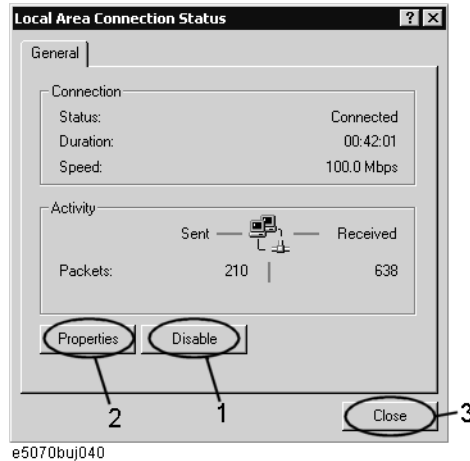 Local Area Connection Status
General
Connection
Status: Connected
Duration: 00:42:01
Speed: 100.0 Mbps
Activity
Sent Received
Packets: 210 638
Properties Disable
2 1
Close 3
e5070buj040